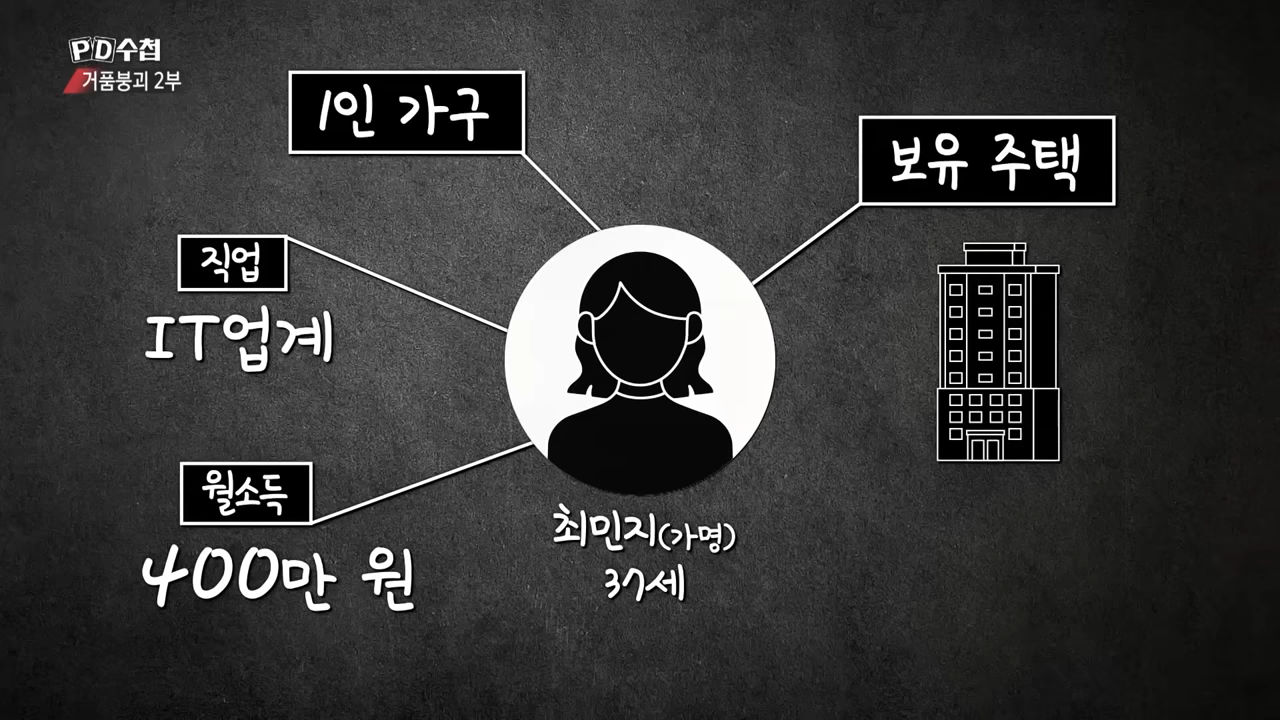 PD수첩
거품붕괴 2부
1인 가구
보유 주택
직업
IT업계
월소득
400만 원
최민지(가명)
37세